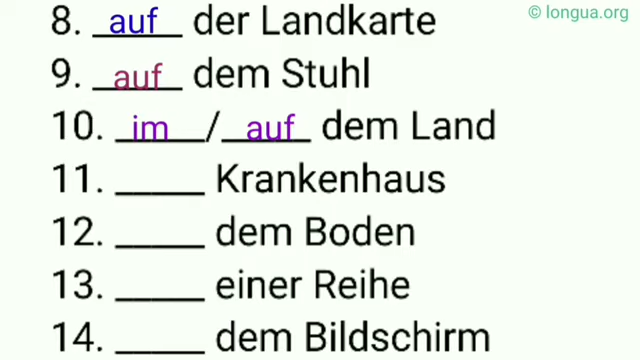 © longua.org
8. auf der Landkarte
9. auf dem Stuhl
10. im / auf dem Land
11. _____ Krankenhaus
12. _____ dem Boden
13. _____ einer Reihe
14. _____ dem Bildschirm